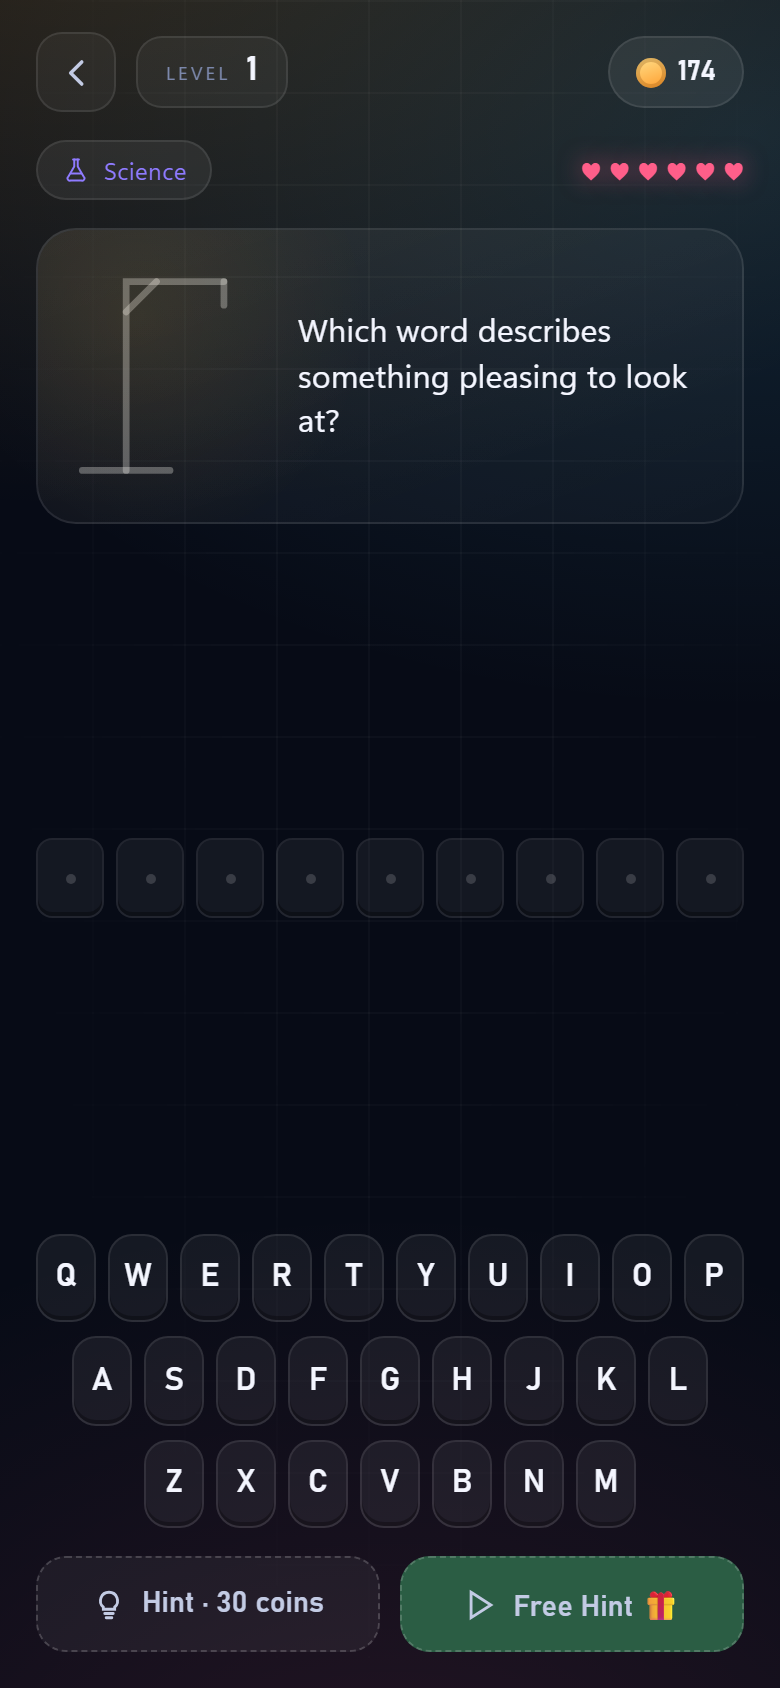 LEVEL 1
174
Science
Which word describes
something pleasing to look
at?
Q W E R T Y U I O P
A S D F G H J K L
Z X C V B N M
Hint · 30 coins
Free Hint